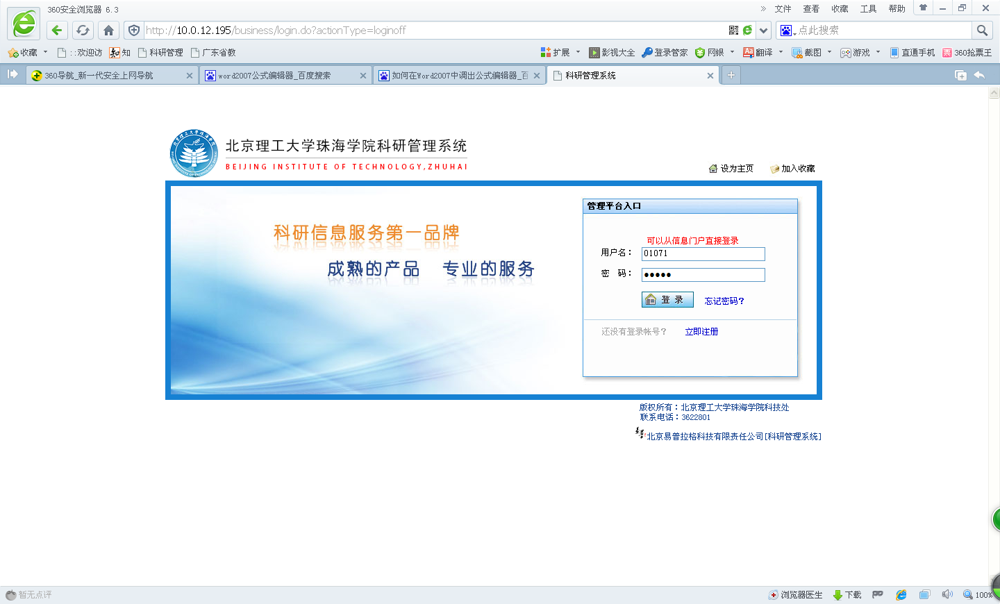 360安全浏览器 6.3
» 文件 查看 收藏 工具 帮助
http://10.0.12.195/business/login.do?actionType=loginoff
点此搜索
收藏 ::欢迎访 知 科研管理 广东省教
扩展 影视大全 登录管家 网银 翻译 截图 游戏 直通手机 360抢票王
360导航_新一代安全上网导航
word2007公式编辑器_百度搜索
如何在Word2007中调出公式编辑器_百
科研管理系统
北京理工大学珠海学院科研管理系统
BEIJING INSTITUTE OF TECHNOLOGY,ZHUHAI
设为主页 加入收藏
科研信息服务第一品牌
成熟的产品 专业的服务
管理平台入口
可以从信息门户直接登录
用户名： 01071
密 码： ●●●●●
登 录 忘记密码?
还没有登录帐号? 立即注册
版权所有：北京理工大学珠海学院科技处
联系电话：3622801
北京易普拉格科技有限责任公司[科研管理系统]
暂无点评
浏览器医生 下载 100%